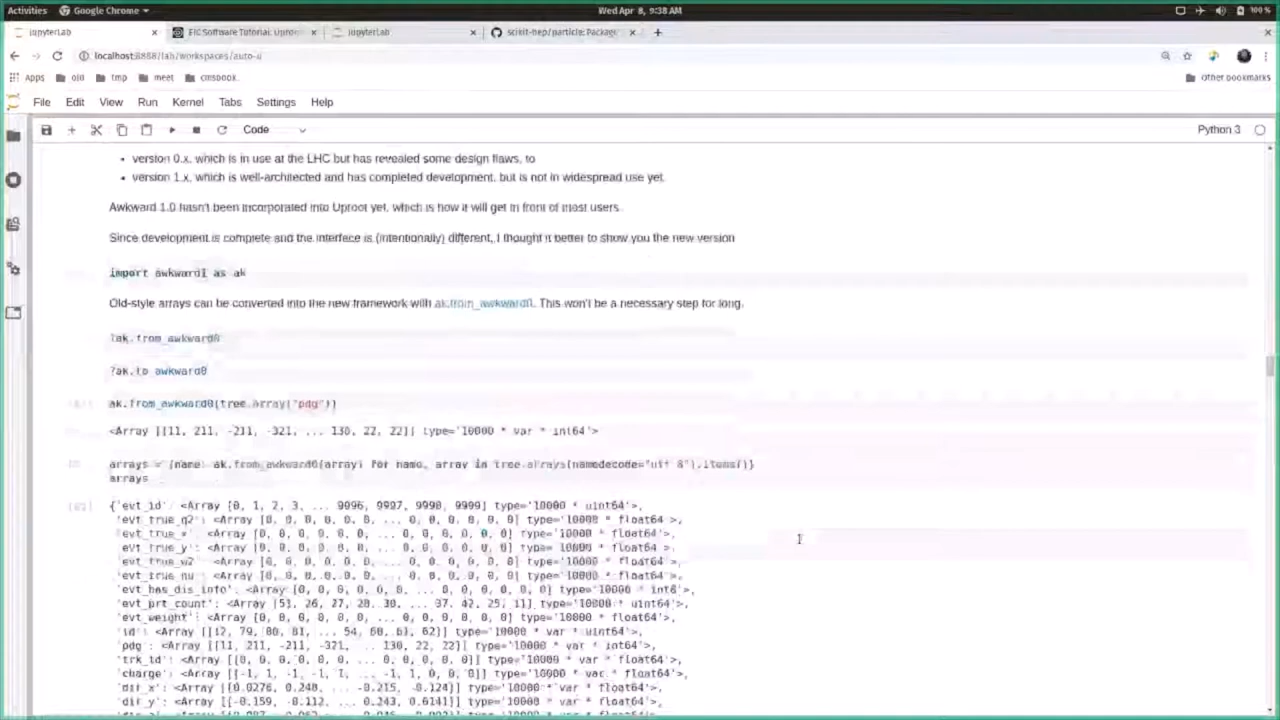 Activities Google Chrome Wed Apr 8, 9:38 AM 100 %
JupyterLab EIC Software Tutorial: Uproo JupyterLab scikit-hep/particle: Package
localhost:8888/lab/workspaces/auto-u
Apps old tmp meet cmsbook Other bookmarks
File Edit View Run Kernel Tabs Settings Help
Code Python 3
• version 0.x, which is in use at the LHC but has revealed some design flaws, to
• version 1.x, which is well-architected and has completed development, but is not in widespread use yet.
Awkward 1.0 hasn't been incorporated into Uproot yet, which is how it will get in front of most users.
Since development is complete and the interface is (intentionally) different, I thought it better to show you the new version
import awkward1 as ak
Old-style arrays can be converted into the new framework with ak.from_awkward0. This won't be a necessary step for long.
?ak.from_awkward0
?ak.to_awkward0
ak.from_awkward0(tree.array("pdg"))
<Array [[11, 211, -211, -321, ... 130, 22, 22]] type='10000 * var * int64'>
arrays = {name: ak.from_awkward0(array) for name, array in tree.arrays(namedecode="utf-8").items()}
arrays
{'evt_id': <Array [0, 1, 2, 3, ... 9996, 9997, 9998, 9999] type='10000 * uint64'>,
'evt_true_q2': <Array [0, 0, 0, 0, 0, ... 0, 0, 0, 0, 0] type='10000 * float64'>,
'evt_true_x': <Array [0, 0, 0, 0, 0, 0, ... 0, 0, 0, 0, 0] type='10000 * float64'>,
'evt_true_y': <Array [0, 0, 0, 0, 0, 0, ... 0, 0, 0, 0, 0] type='10000 * float64'>,
'evt_true_w2': <Array [0, 0, 0, 0, 0, ... 0, 0, 0, 0, 0] type='10000 * float64'>,
'evt_true_nu': <Array [0, 0, 0, 0, 0, ... 0, 0, 0, 0, 0] type='10000 * float64'>,
'evt_has_dis_info': <Array [0, 0, 0, 0, ... 0, 0, 0, 0, 0] type='10000 * int8'>,
'evt_prt_count': <Array [51, 26, 27, 28, 30, ... 37, 42, 25, 11] type='10000 * uint64'>,
'evt_weight': <Array [0, 0, 0, 0, 0, ... 0, 0, 0, 0, 0] type='10000 * float64'>,
'id': <Array [[ 79, 80, 81, ... 54, 60, 61, 62]] type='10000 * var * uint64'>,
'pdg': <Array [[11, 211, -211, -321, ... 130, 22, 22]] type='10000 * var * int64'>,
'trk_id': <Array [[0, 0, 0, 0, 0, ... 0, 0, 0, 0]] type='10000 * var * float64'>,
'charge': <Array [[-1, 1, -1, -1, 1, ... -1, 1, 0, 0, 0]] type='10000 * var * float64'>,
'dir_x': <Array [[0.0276, 0.248, ... -0.215, -0.124]] type='10000 * var * float64'>,
'dir_y': <Array [[-0.159, -0.112, ... 0.243, 0.614]] type='10000 * var * float64'>,